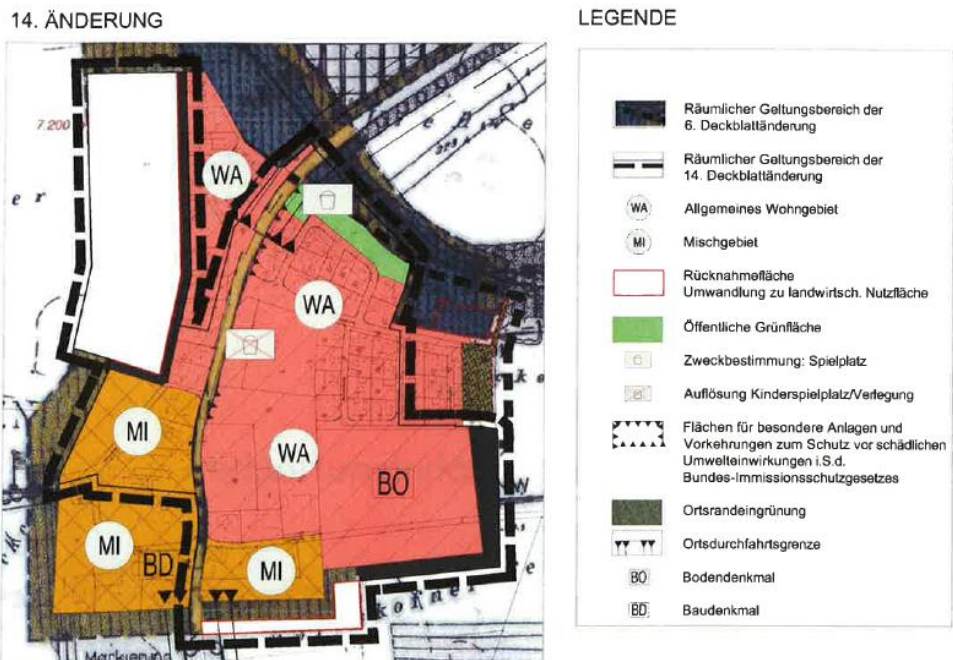 14. ÄNDERUNG
7.200
e r
WA
WA
MI
WA
BO
MI
BD
MI
Markierung
LEGENDE
Räumlicher Geltungsbereich der
6. Deckblattänderung
Räumlicher Geltungsbereich der
14. Deckblattänderung
WA
Allgemeines Wohngebiet
MI
Mischgebiet
Rücknahmefläche
Umwandlung zu landwirtsch. Nutzfläche
Öffentliche Grünfläche
Zweckbestimmung: Spielplatz
Auflösung Kinderspielplatz/Verlegung
Flächen für besondere Anlagen und
Vorkehrungen zum Schutz vor schädlichen
Umwelteinwirkungen i.S.d.
Bundes-Immissionsschutzgesetzes
Ortsrandeingrünung
Ortsdurchfahrtsgrenze
BO
Bodendenkmal
BD
Baudenkmal